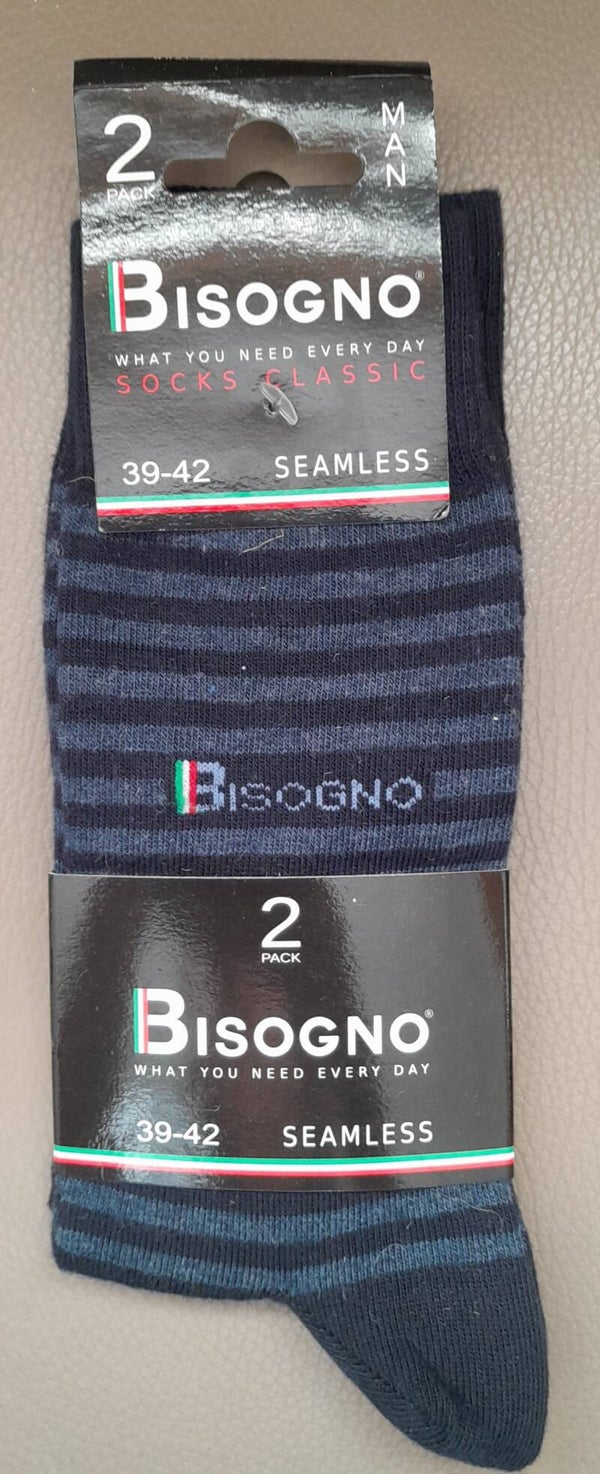 2
PACK
MAN
BISOGNO®
WHAT YOU NEED EVERY DAY
SOCKS CLASSIC
39-42 SEAMLESS
BISOGNO
2
PACK
BISOGNO®
WHAT YOU NEED EVERY DAY
39-42 SEAMLESS